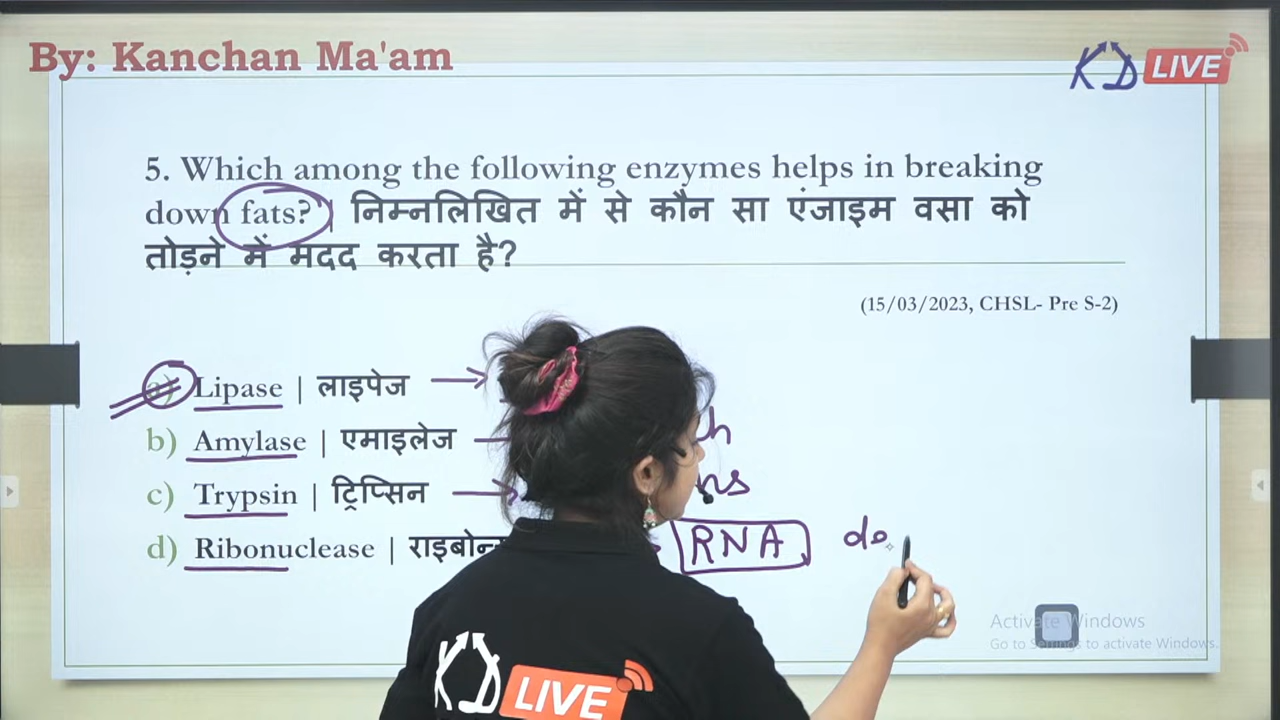 By: Kanchan Ma'am
KD LIVE
5. Which among the following enzymes helps in breaking
down fats? | निम्नलिखित में से कौन सा एंजाइम वसा को
तोड़ने में मदद करता है?
(15/03/2023, CHSL- Pre S-2)
a) Lipase | लाइपेज
b) Amylase | एमाइलेज
c) Trypsin | ट्रिप्सिन
d) Ribonuclease | RNA de
Activate Windows
Go to Settings to activate Windows.
KD LIVE